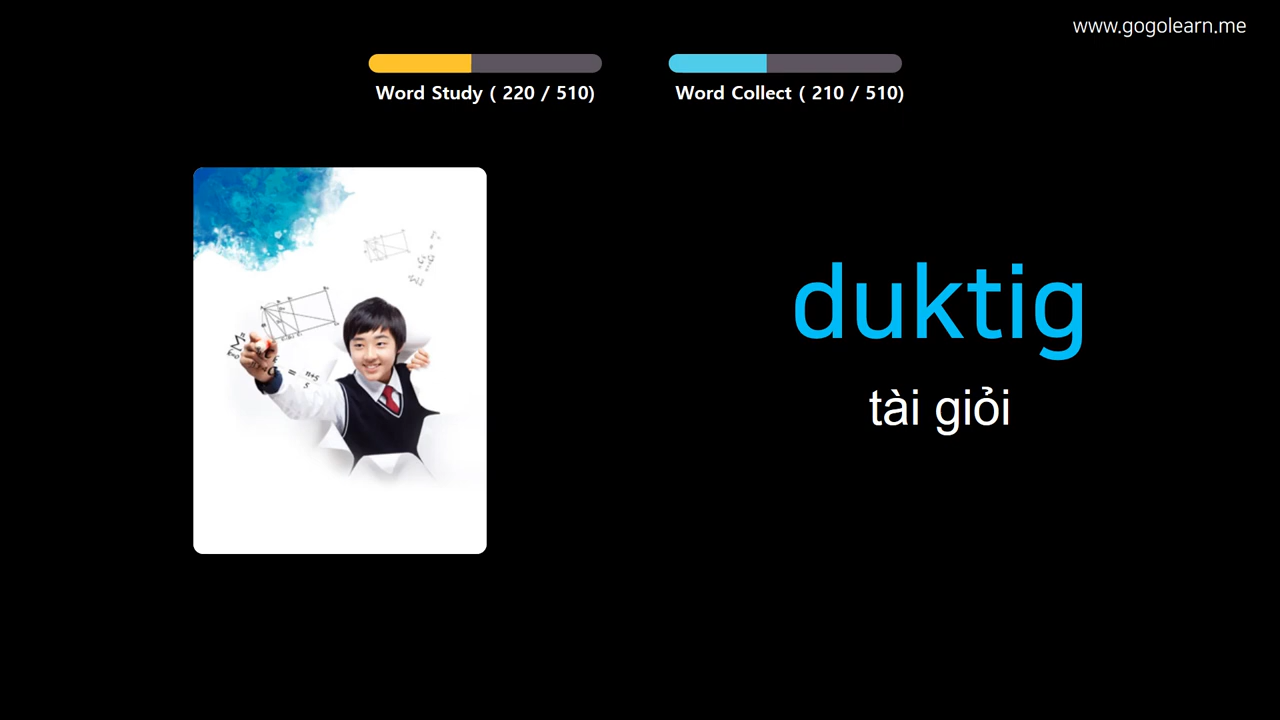 www.gogolearn.me
Word Study ( 220 / 510)
Word Collect ( 210 / 510)
duktig
tài giỏi